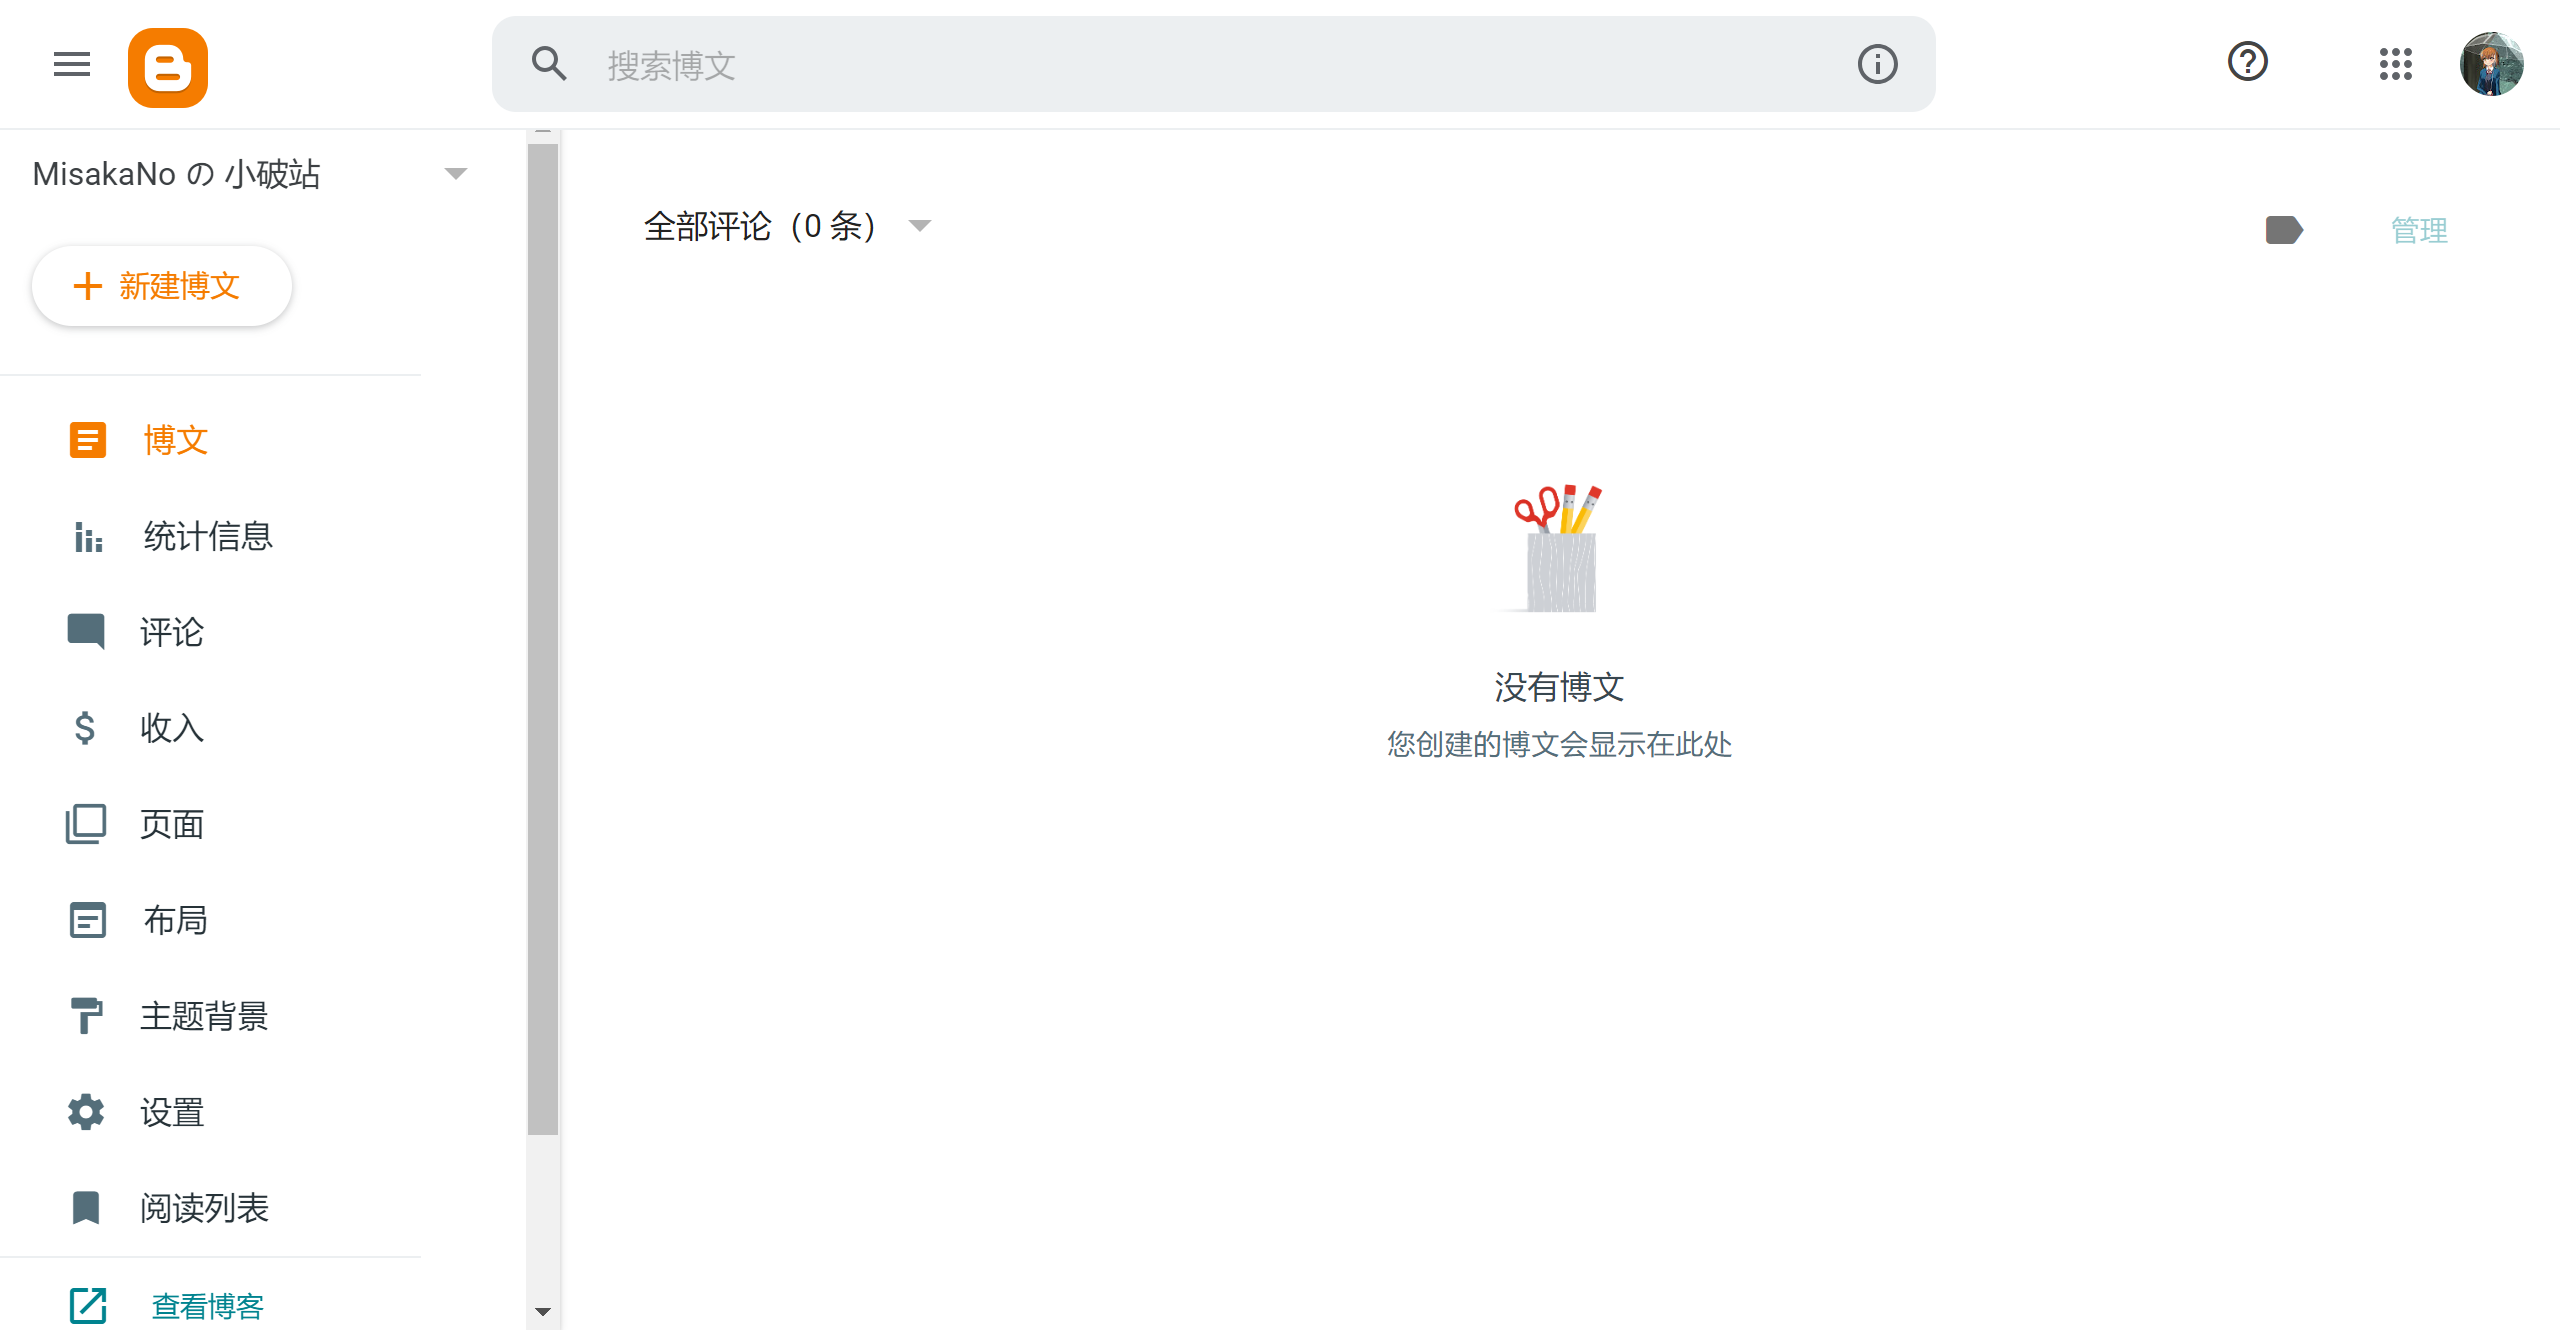 搜索博文
MisakaNo の 小破站
新建博文
博文
统计信息
评论
收入
页面
布局
主题背景
设置
阅读列表
查看博客
全部评论（0 条）
管理
没有博文
您创建的博文会显示在此处